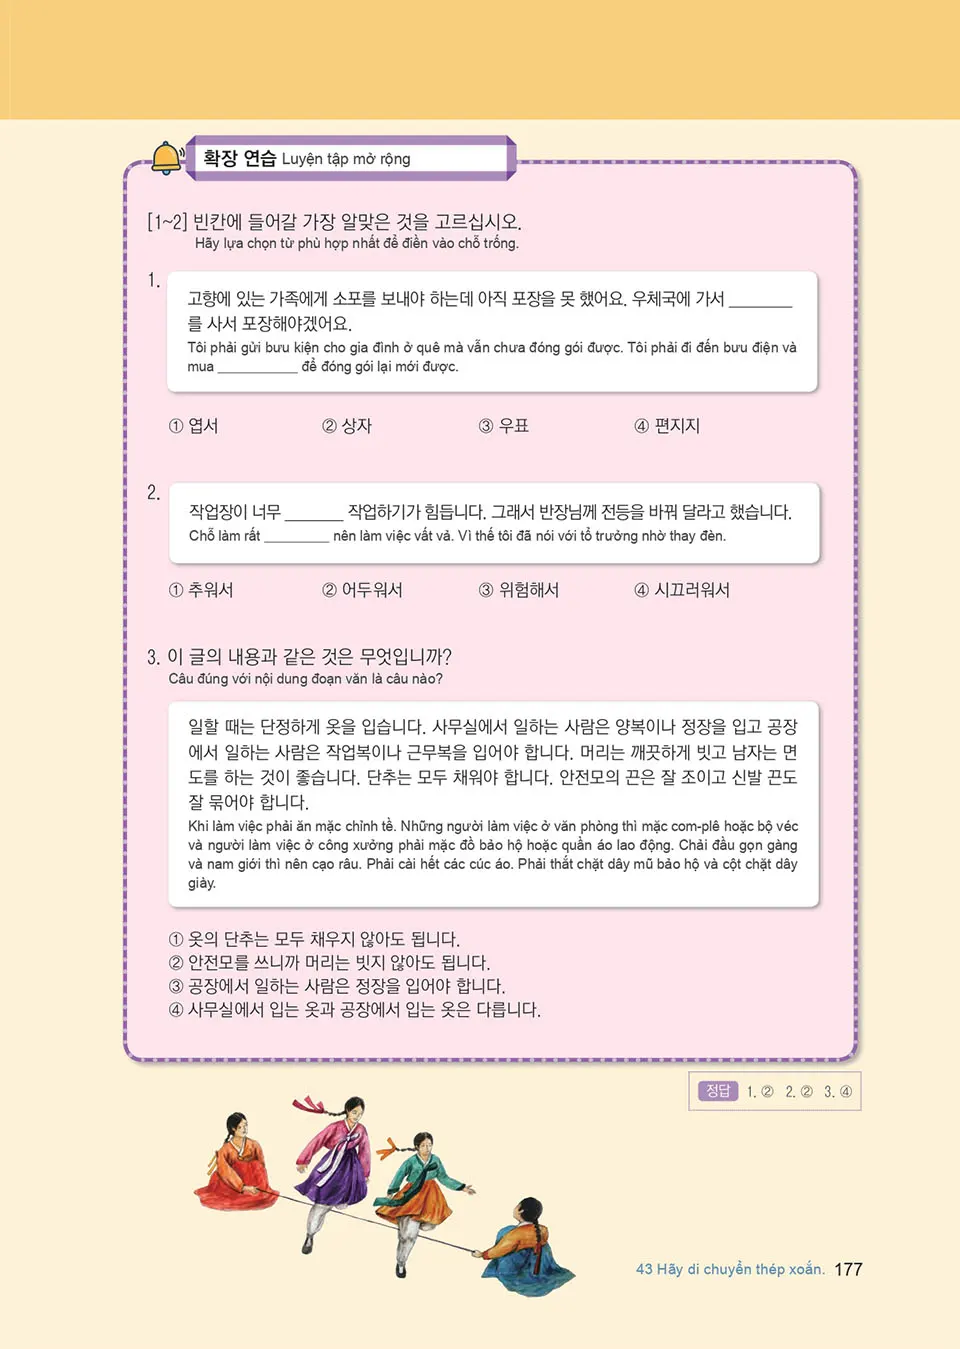 확장 연습 Luyện tập mở rộng
[1~2] 빈칸에 들어갈 가장 알맞은 것을 고르십시오.
Hãy lựa chọn từ phù hợp nhất để điền vào chỗ trống.
1.
고향에 있는 가족에게 소포를 보내야 하는데 아직 포장을 못 했어요. 우체국에 가서 ________
를 사서 포장해야겠어요.
Tôi phải gửi bưu kiện cho gia đình ở quê mà vẫn chưa đóng gói được. Tôi phải đi đến bưu điện và
mua __________ để đóng gói lại mới được.
① 엽서 ② 상자 ③ 우표 ④ 편지지
2.
작업장이 너무 _______ 작업하기가 힘듭니다. 그래서 반장님께 전등을 바꿔 달라고 했습니다.
Chỗ làm rất ________ nên làm việc vất vả. Vì thế tôi đã nói với tổ trưởng nhờ thay đèn.
① 추워서 ② 어두워서 ③ 위험해서 ④ 시끄러워서
3. 이 글의 내용과 같은 것은 무엇입니까?
Câu đúng với nội dung đoạn văn là câu nào?
일할 때는 단정하게 옷을 입습니다. 사무실에서 일하는 사람은 양복이나 정장을 입고 공장
에서 일하는 사람은 작업복이나 근무복을 입어야 합니다. 머리는 깨끗하게 빗고 남자는 면
도를 하는 것이 좋습니다. 단추는 모두 채워야 합니다. 안전모의 끈은 잘 조이고 신발 끈도
잘 묶어야 합니다.
Khi làm việc phải ăn mặc chỉnh tề. Những người làm việc ở văn phòng thì mặc com-plê hoặc bộ véc
và người làm việc ở công xưởng phải mặc đồ bảo hộ hoặc quần áo lao động. Chải đầu gọn gàng
và nam giới thì nên cạo râu. Phải cài hết các cúc áo. Phải thắt chặt dây mũ bảo hộ và cột chặt dây
giày.
① 옷의 단추는 모두 채우지 않아도 됩니다.
② 안전모를 쓰니까 머리는 빗지 않아도 됩니다.
③ 공장에서 일하는 사람은 정장을 입어야 합니다.
④ 사무실에서 입는 옷과 공장에서 입는 옷은 다릅니다.
정답 1. ② 2. ② 3. ④
43 Hãy di chuyển thép xoắn. 177